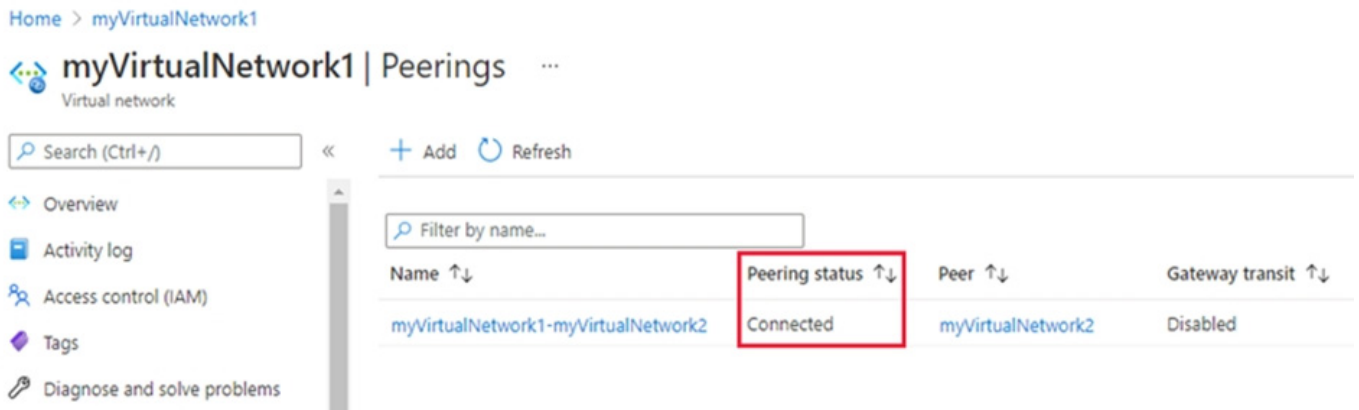 Home > myVirtualNetwork1
myVirtualNetwork1 | Peerings ...
Virtual network
Search (Ctrl+/) «
+ Add Refresh
Overview
Activity log
Access control (IAM)
Tags
Diagnose and solve problems
Filter by name...
Name ↑↓ Peering status ↑↓ Peer ↑↓ Gateway transit ↑↓
myVirtualNetwork1-myVirtualNetwork2 Connected myVirtualNetwork2 Disabled